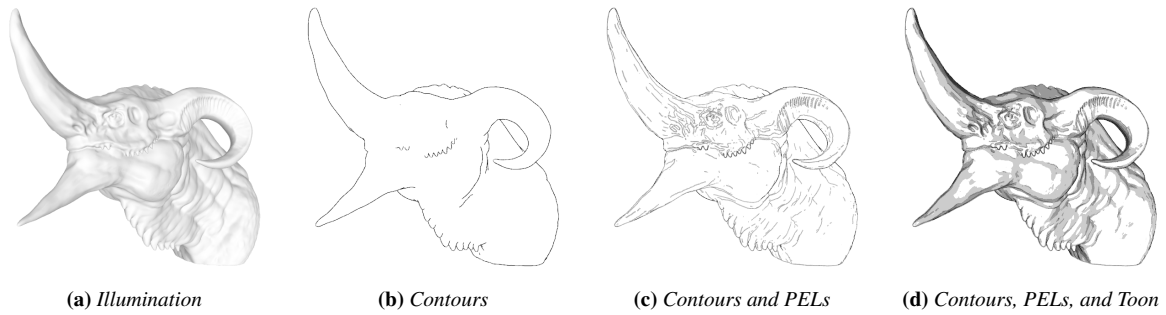 (a) Illumination
(b) Contours
(c) Contours and PELs
(d) Contours, PELs, and Toon